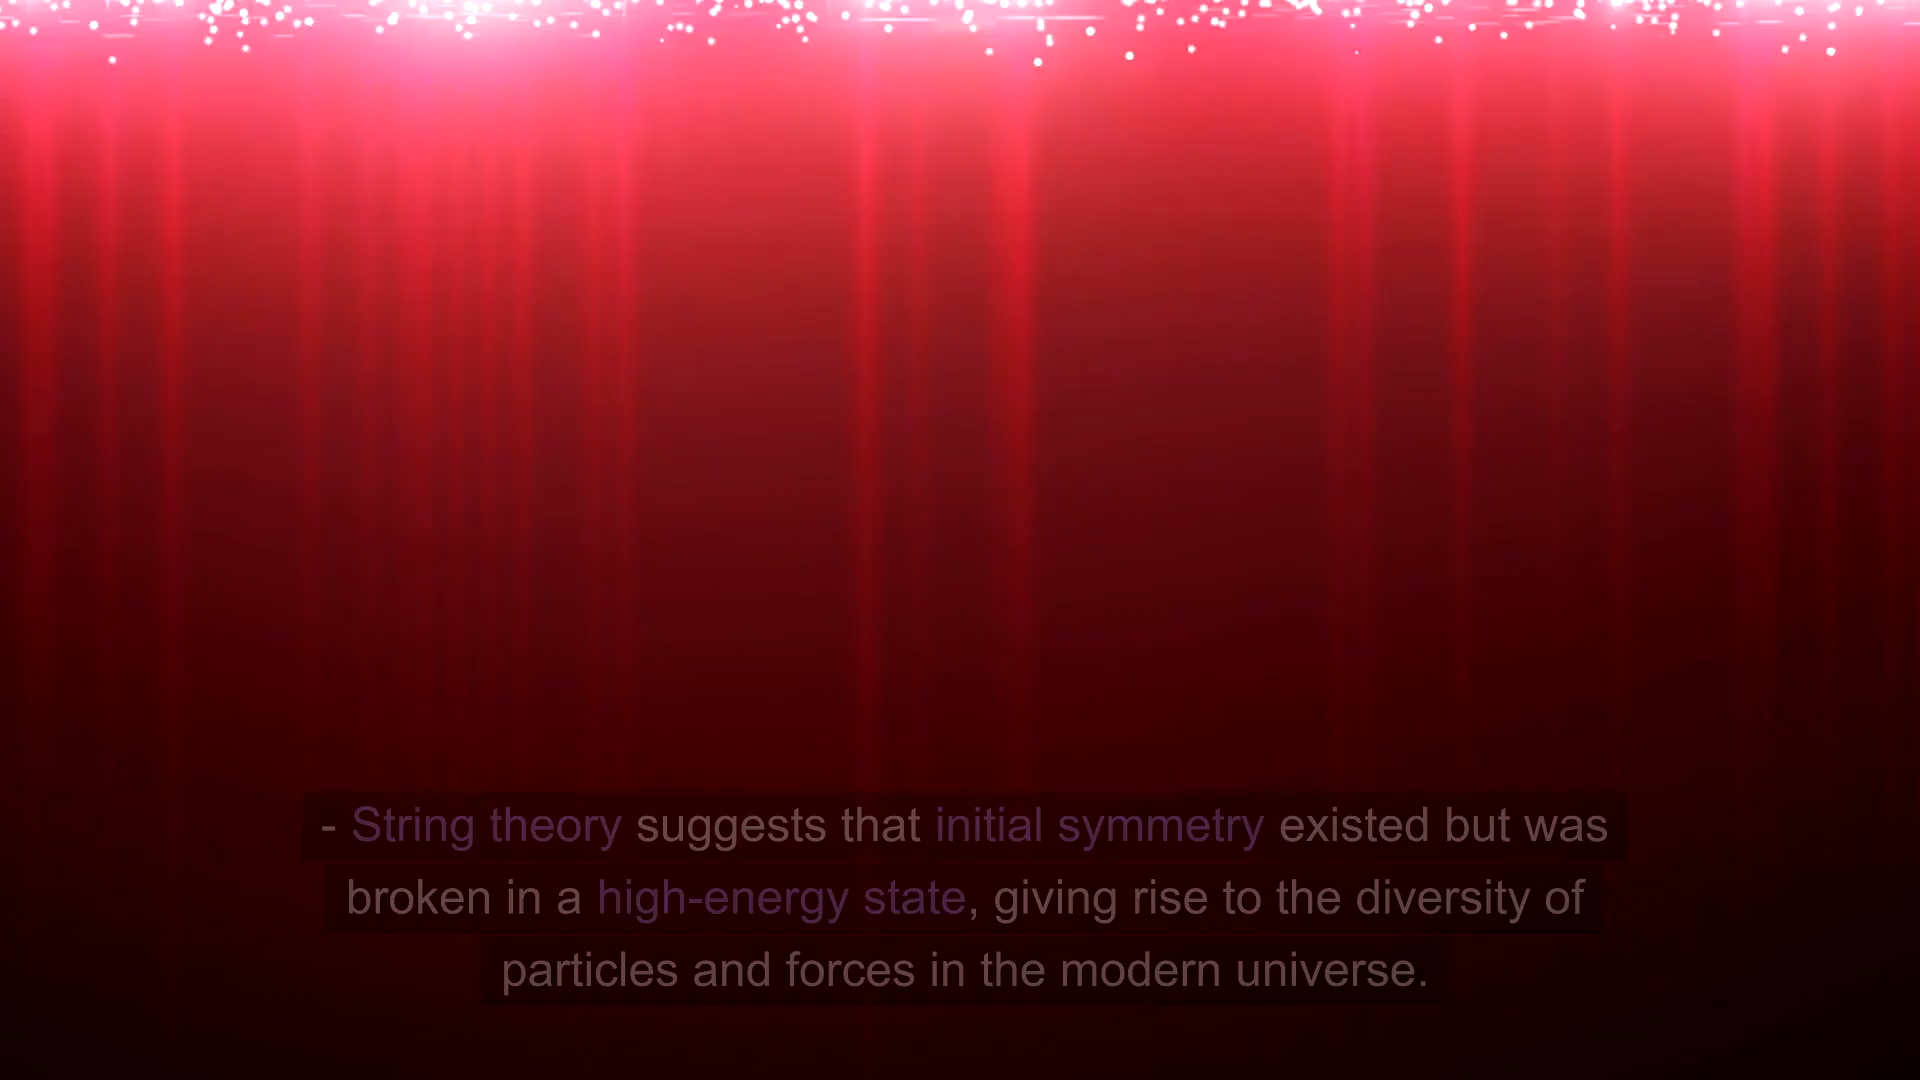 - String theory suggests that initial symmetry existed but was
broken in a high-energy state, giving rise to the diversity of
particles and forces in the modern universe.